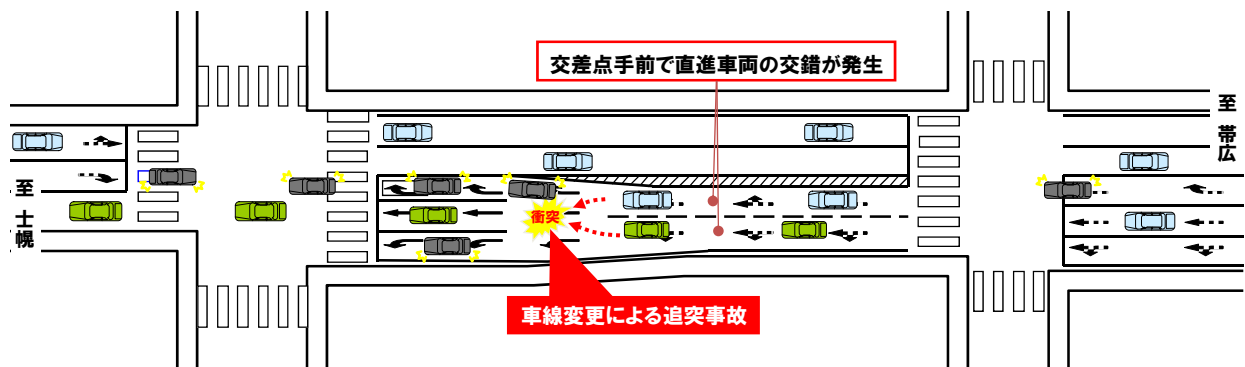 交差点手前で直進車両の交錯が発生
至 帯広
至 士幌
衝突
車線変更による追突事故